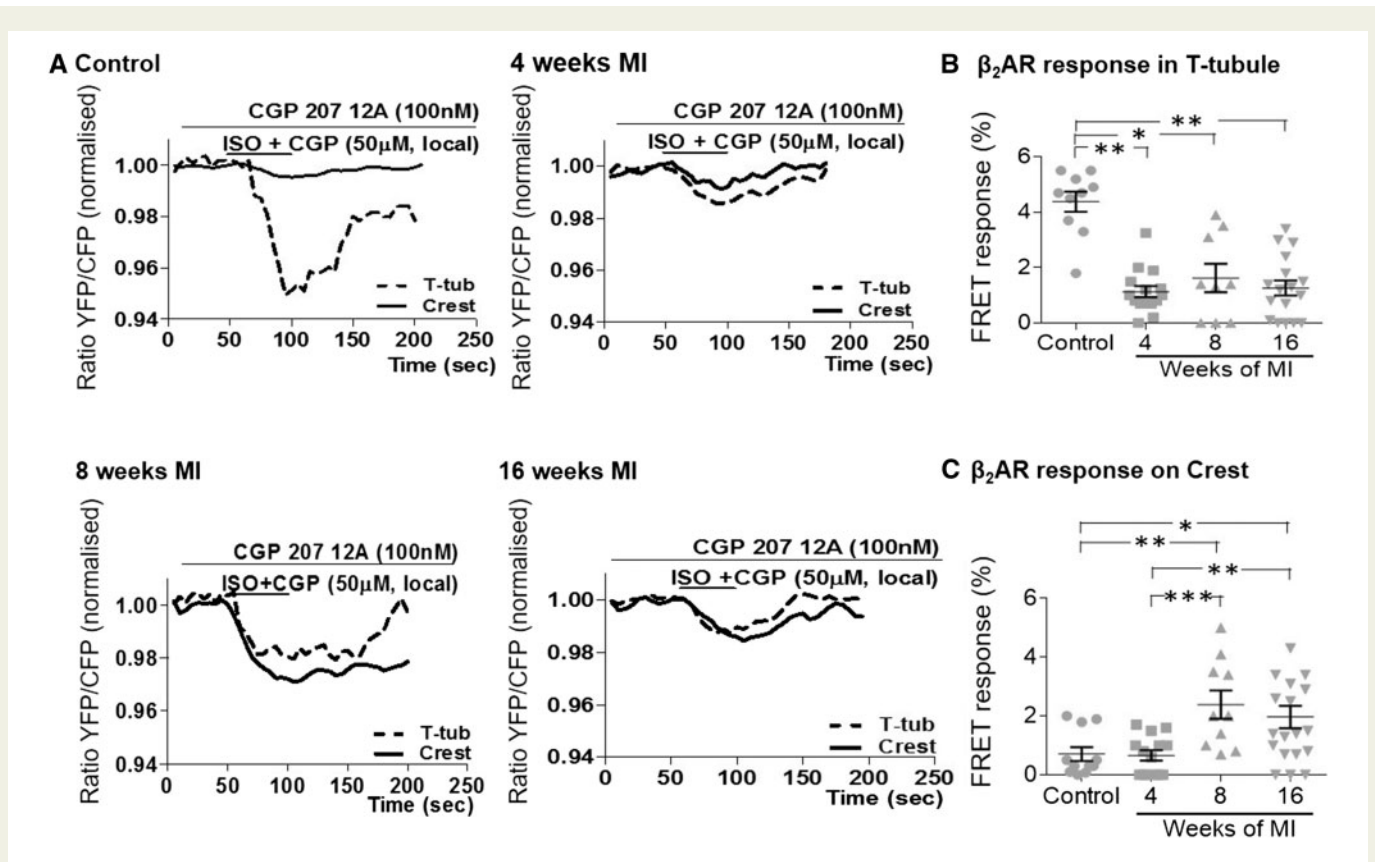 A Control
CGP 207 12A (100nM)
ISO + CGP (50μM, local)
Ratio YFP/CFP (normalised)
1.00
0.98
0.96
0.94
T-tub
Crest
0 50 100 150 200 250
Time (sec)
4 weeks MI
CGP 207 12A (100nM)
ISO + CGP (50μM, local)
Ratio YFP/CFP (normalised)
1.00
0.98
0.96
0.94
T-tub
Crest
0 50 100 150 200 250
Time (sec)
B β₂AR response in T-tubule
**
*
**
FRET response (%)
6
4
2
0
Control 4 8 16
Weeks of MI
8 weeks MI
CGP 207 12A (100nM)
ISO+CGP (50μM, local)
Ratio YFP/CFP (normalised)
1.00
0.98
0.96
0.94
T-tub
Crest
0 50 100 150 200 250
Time (sec)
16 weeks MI
CGP 207 12A (100nM)
ISO +CGP (50μM, local)
Ratio YFP/CFP (normalised)
1.00
0.98
0.96
0.94
T-tub
Crest
0 50 100 150 200 250
Time (sec)
C β₂AR response on Crest
*
**
**
***
FRET response (%)
6
4
2
0
Control 4 8 16
Weeks of MI